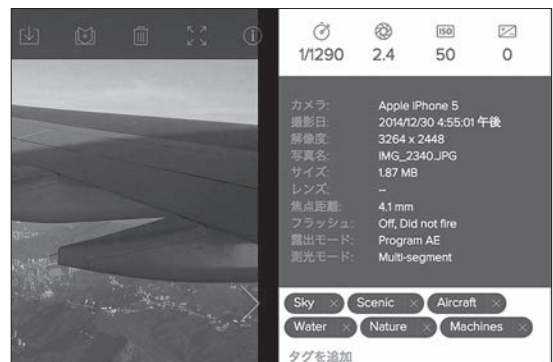 ISO
1/1290 2.4 50 0
カメラ: Apple iPhone 5
撮影日: 2014/12/30 4:55:01 午後
解像度: 3264 x 2448
写真名: IMG_2340.JPG
サイズ: 1.87 MB
レンズ: --
焦点距離: 4.1 mm
フラッシュ: Off, Did not fire
露出モード: Program AE
測光モード: Multi-segment
Sky × Scenic × Aircraft ×
Water × Nature × Machines ×
タグを追加